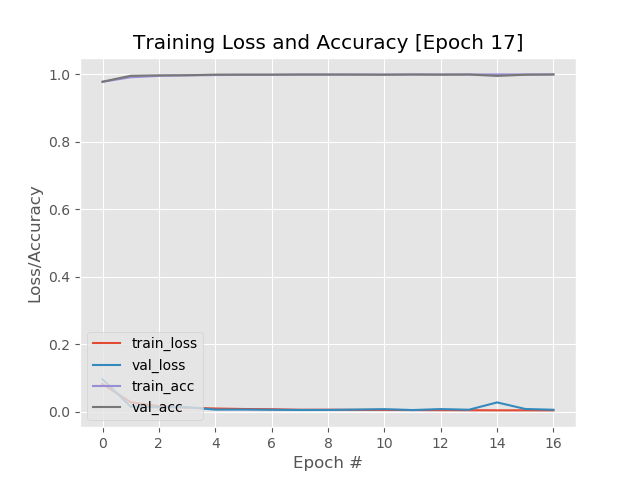 Training Loss and Accuracy [Epoch 17]
1.0
0.8
0.6
0.4
0.2
0.0
Loss/Accuracy
train_loss
val_loss
train_acc
val_acc
0 2 4 6 8 10 12 14 16
Epoch #